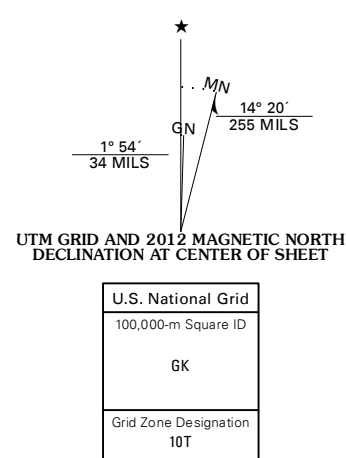 MN
14° 20´
255 MILS
GN
1° 54´
34 MILS
UTM GRID AND 2012 MAGNETIC NORTH
DECLINATION AT CENTER OF SHEET
U.S. National Grid
100,000-m Square ID
GK
Grid Zone Designation
10T